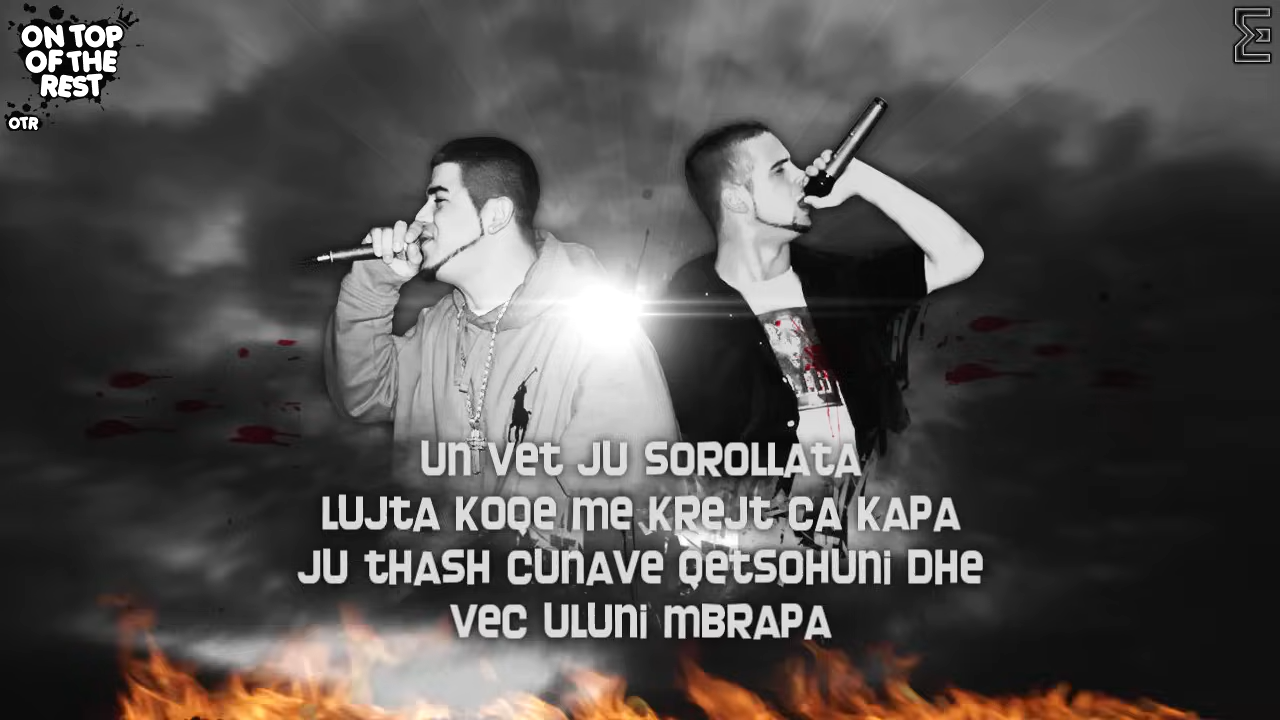 ON TOP
OF THE
REST
OTR
Σ
UN VET JU SOROLLATA
LUJTA KOQE ME KREJT CA KAPA
JU THASH CUNAVE QETSOHUNI DHE
VEC ULUNI MBRAPA